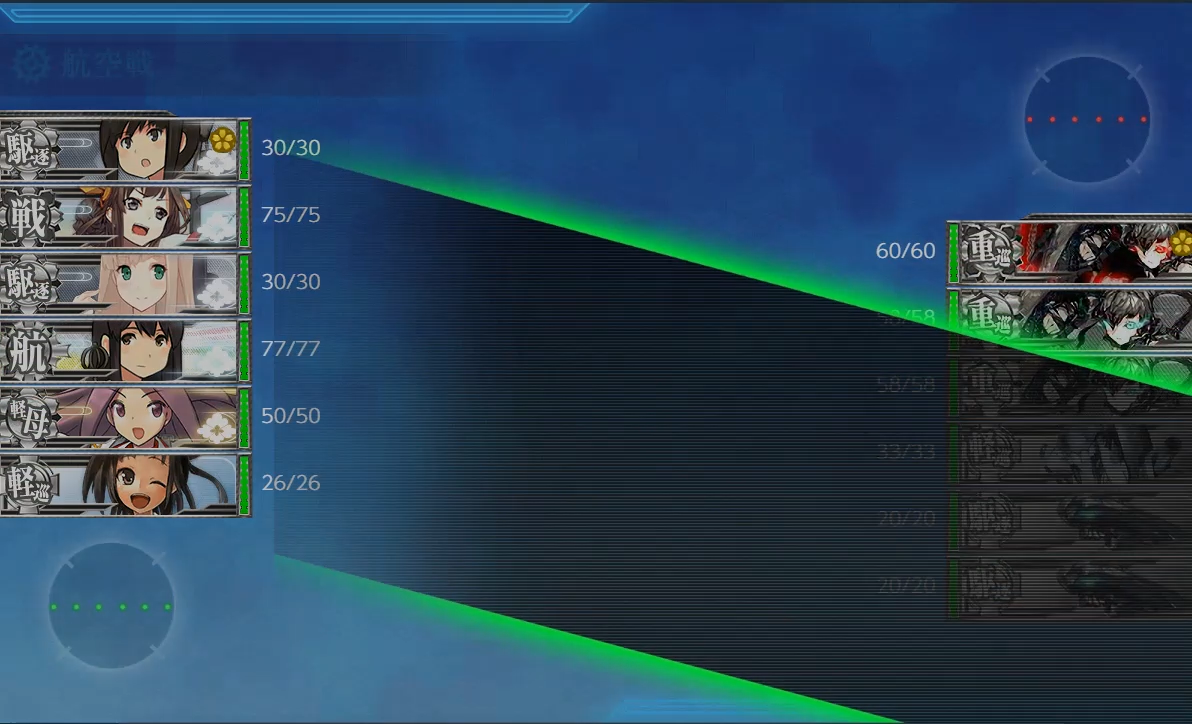 航空戦
駆逐 30/30
戦 75/75
駆逐 30/30
航 77/77
軽母 50/50
軽巡 26/26
60/60 重巡
58/58 重巡
58/58 重巡
33/33 軽巡
20/20 駆逐
20/20 駆逐